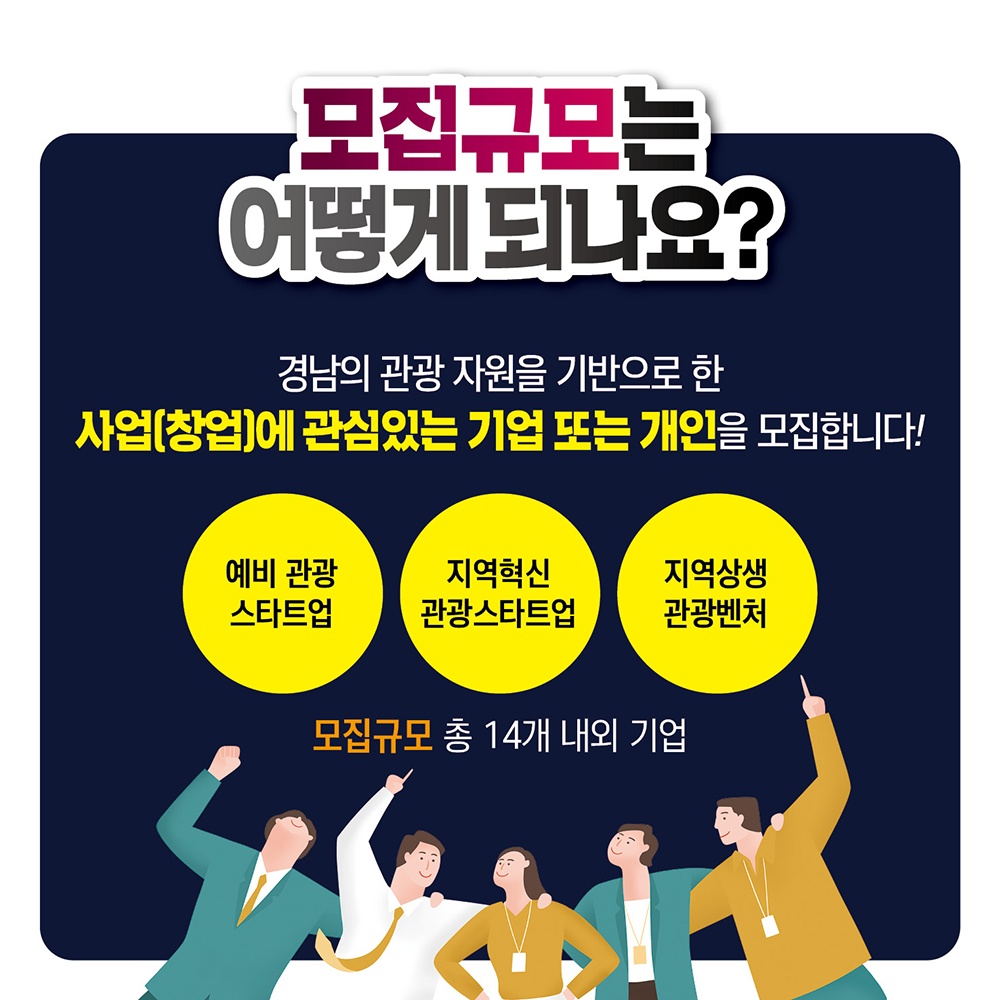 모집규모는
어떻게 되나요?
경남의 관광 자원을 기반으로 한
사업(창업)에 관심있는 기업 또는 개인을 모집합니다!
예비 관광
스타트업
지역혁신
관광스타트업
지역상생
관광벤처
모집규모 총 14개 내외 기업